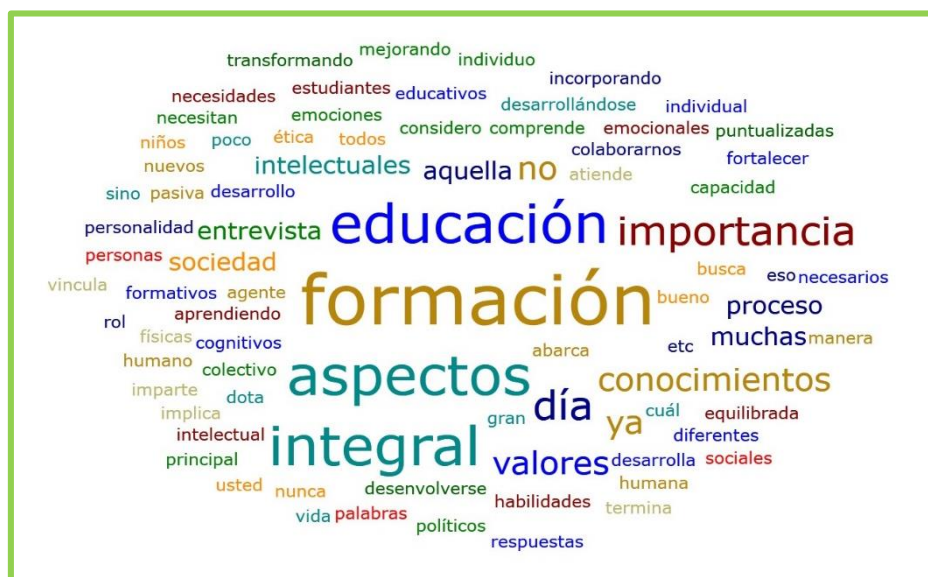 mejorando
transformando individuo
incorporando
necesidades estudiantes educativos desarrollándose individual
necesitan emociones considero comprende emocionales puntualizadas
niños poco ética todos colaborarnos
nuevos intelectuales aquella no atiende fortalecer
sino pasiva desarrollo capacidad
personalidad entrevista educación importancia
personas sociedad busca eso necesarios
vincula formativos agente formación bueno proceso
rol aprendiendo
físicas cognitivos etc muchas manera
humano colectivo aspectos abarca conocimientos
imparte dota
implica gran día ya cuál equilibrada
intelectual integral diferentes
principal valores desarrolla sociales
usted nunca desenvolverse habilidades humana
vida palabras políticos termina
respuestas